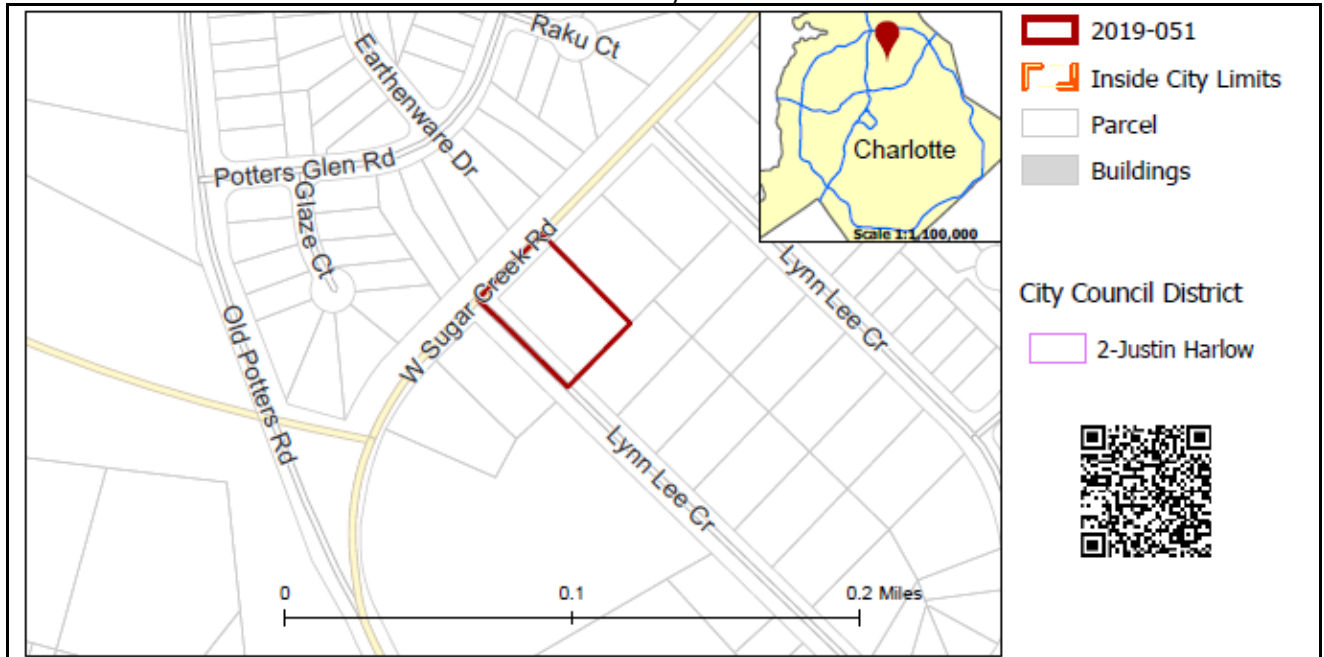 Raku Ct
Earthenware Dr
Potters Glen Rd
Glaze Ct
W Sugar Creek Rd
Old Potters Rd
Lynn Lee Cr
Lynn Lee Cr
0 0.1 0.2 Miles
Charlotte
Scale 1:1,100,000
2019-051
Inside City Limits
Parcel
Buildings
City Council District
2-Justin Harlow